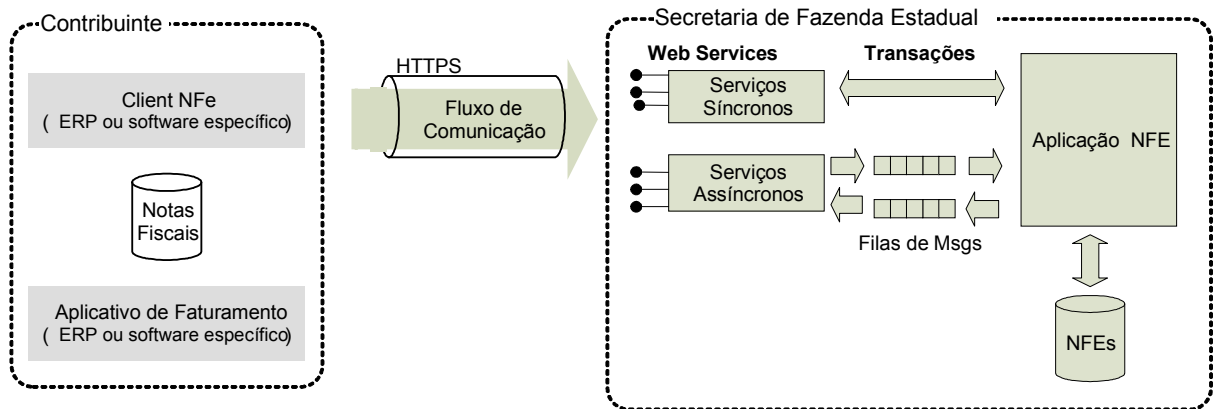 Contribuinte
Client NFe
( ERP ou software específico)
Notas
Fiscais
Aplicativo de Faturamento
( ERP ou software específico)
HTTPS
Fluxo de
Comunicação
Secretaria de Fazenda Estadual
Web Services
Transações
Serviços
Síncronos
Serviços
Assíncronos
Filas de Msgs
Aplicação NFE
NFEs